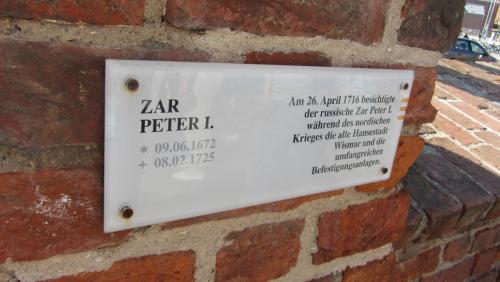 ZAR
PETER I.
* 09.06.1672
+ 08.02.1725
Am 26. April 1716 besichtigte
der russische Zar Peter I.
während des nordischen
Krieges die alte Hansestadt
Wismar und die
umfangreichen
Befestigungsanlagen.